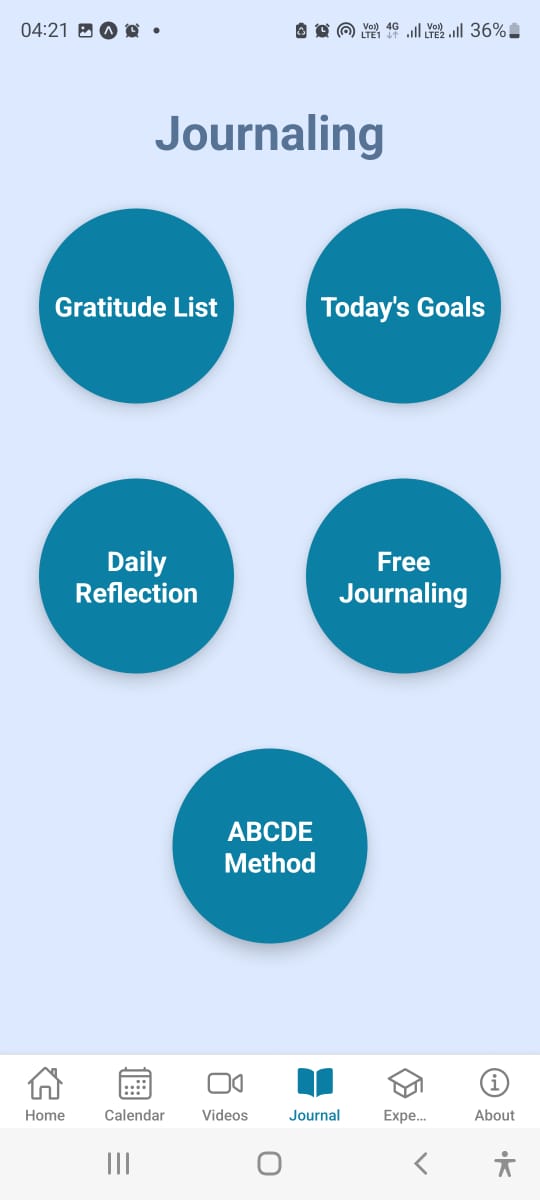 04:21
Vo)) LTE1 4G Vo)) LTE2 36%
Journaling
Gratitude List
Today's Goals
Daily
Reflection
Free
Journaling
ABCDE
Method
Home
Calendar
Videos
Journal
Expe...
About